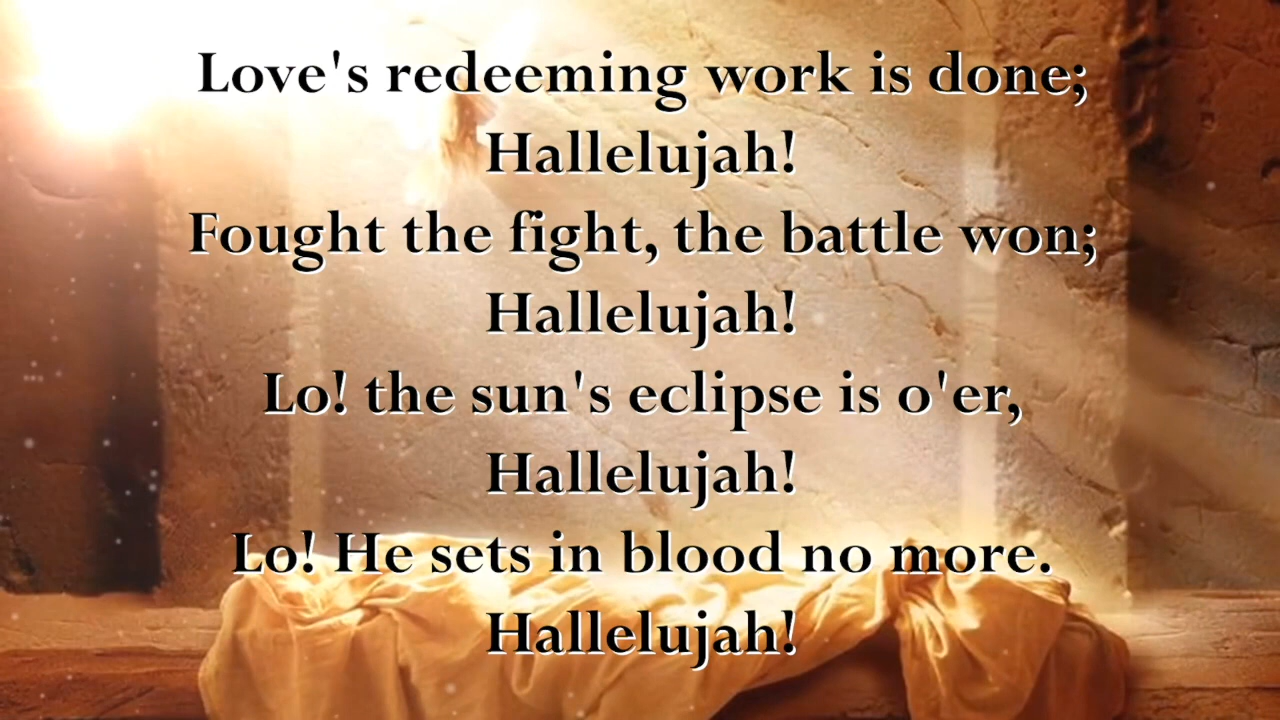 Love's redeeming work is done;
Hallelujah!
Fought the fight, the battle won;
Hallelujah!
Lo! the sun's eclipse is o'er,
Hallelujah!
Lo! He sets in blood no more.
Hallelujah!